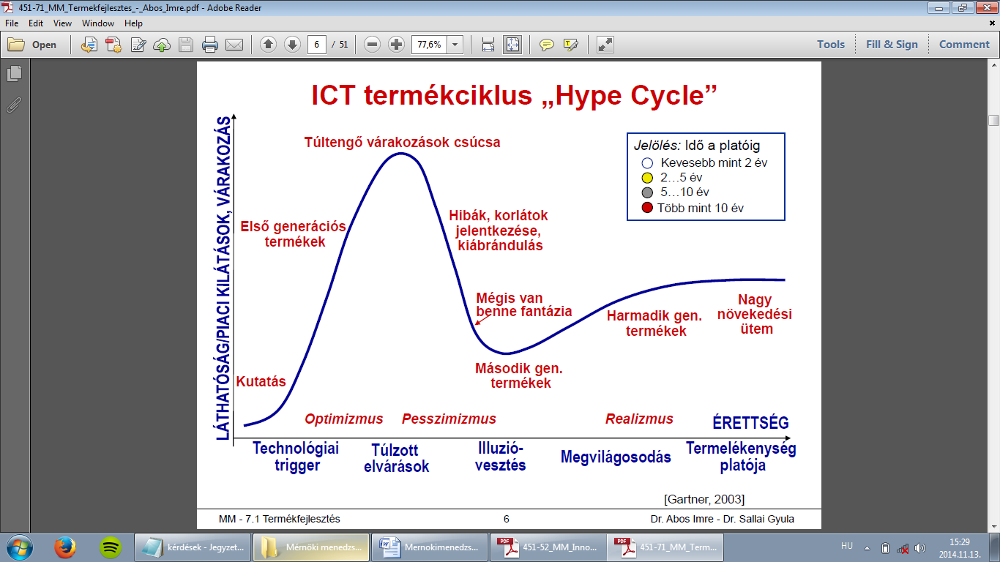 451-71_MM_Termekfejlesztes_-_Abos_Imre.pdf - Adobe Reader
File Edit View Window Help
Open 6 / 51 77,6% Tools Fill & Sign Comment
ICT termékciklus „Hype Cycle”
LÁTHATÓSÁG/PIACI KILÁTÁSOK, VÁRAKOZÁS
Túltengő várakozások csúcsa
Jelölés: Idő a platóig
Kevesebb mint 2 év
2…5 év
5…10 év
Több mint 10 év
Első generációs
termékek
Hibák, korlátok
jelentkezése,
kiábrándulás
Mégis van
benne fantázia
Harmadik gen.
termékek
Nagy
növekedési
ütem
Második gen.
termékek
Kutatás
Optimizmus Pesszimizmus Realizmus ÉRETTSÉG
Technológiai
trigger
Túlzott
elvárások
Illuzió-
vesztés
Megvilágosodás
Termelékenység
platója
[Gartner, 2003]
MM - 7.1 Termékfejlesztés 6 Dr. Abos Imre - Dr. Sallai Gyula
kérdések - Jegyzet... Mérnöki menedzs... Mernokimenedzs... 451-52_MM_Inno... 451-71_MM_Term... HU 15:29
2014.11.13.